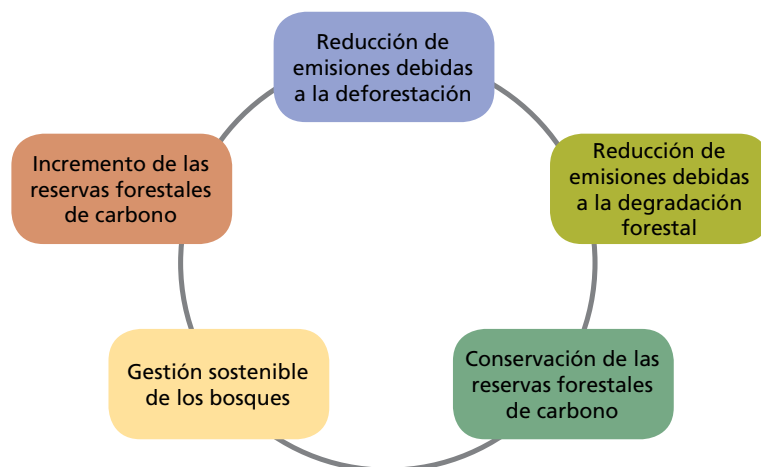 Reducción de
emisiones debidas
a la deforestación
Reducción de
emisiones debidas
a la degradación
forestal
Conservación de las
reservas forestales
de carbono
Gestión sostenible
de los bosques
Incremento de las
reservas forestales
de carbono